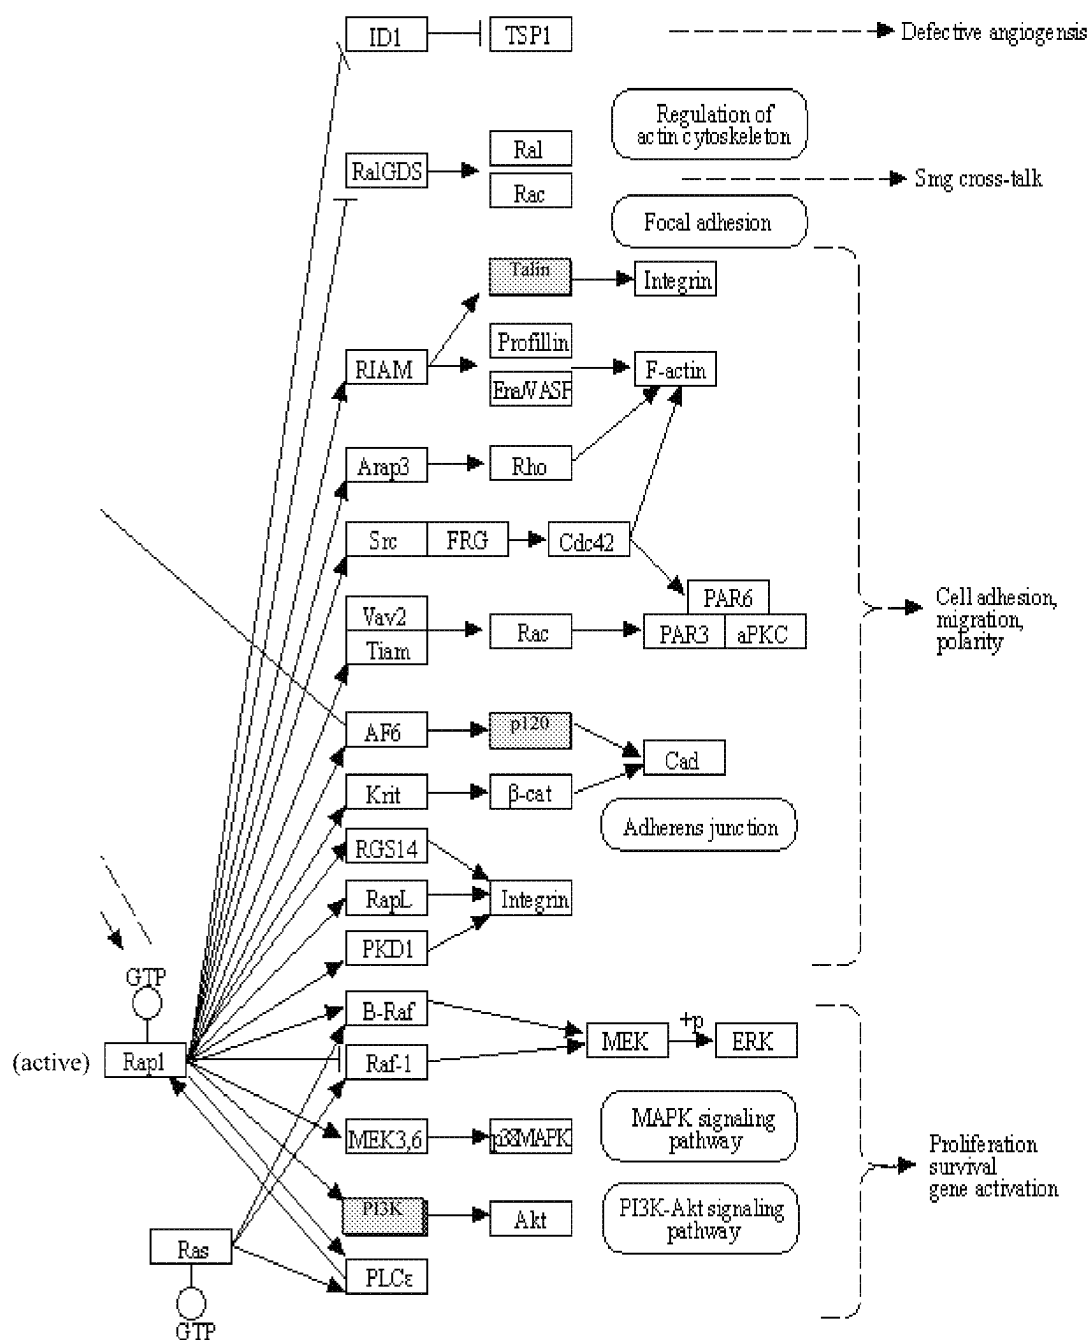 ID1
TSP1
Defective angiogensis
Regulation of
actin cytoskeleton
RalGDS
Ral
Rac
Smg cross-talk
Focal adhesion
Talin
Integrin
RIAM
Profillin
Ena/VASP
F-actin
Arap3
Rho
Src
FRG
Cdc42
Vav2
Tiam
Rac
PAR6
PAR3
aPKC
Cell adhesion,
migration,
polarity
AF6
p120
Cad
Krit
β-cat
Adherens junction
RGS14
RapL
Integrin
PKD1
GTP
(active)
Rap1
B-Raf
Raf-1
MEK
+p
ERK
MEK3,6
p38MAPK
MAPK signaling
pathway
Proliferation
survival
gene activation
PI3K
Akt
PI3K-Akt signaling
pathway
Ras
PLCε
GTP